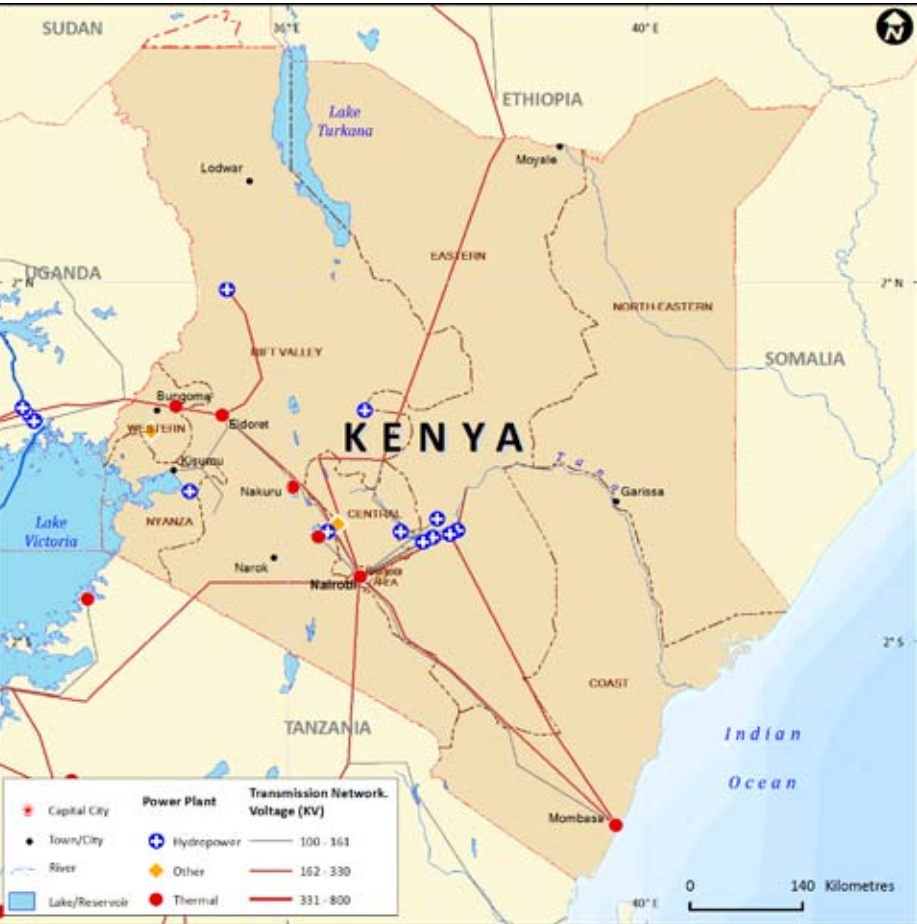 SUDAN
36° E
40° E
N
ETHIOPIA
Lake
Turkana
Moyale
Lodwar
EASTERN
UGANDA
2° N
2° N
NORTH-EASTERN
RIFT VALLEY
SOMALIA
Bungoma
Eldoret
WESTERN
KENYA
Kisumu
Tana
Nakuru
Garissa
CENTRAL
NYANZA
Lake
Victoria
Narok
Nairobi
AREA
2° S
2° S
COAST
TANZANIA
Indian
Ocean
Mombasa
Capital City
Town/City
River
Lake/Reservoir
Power Plant
Hydropower
Other
Thermal
Transmission Network.
Voltage (KV)
100 - 161
162 - 330
331 - 800
0 140 Kilometres
40° E